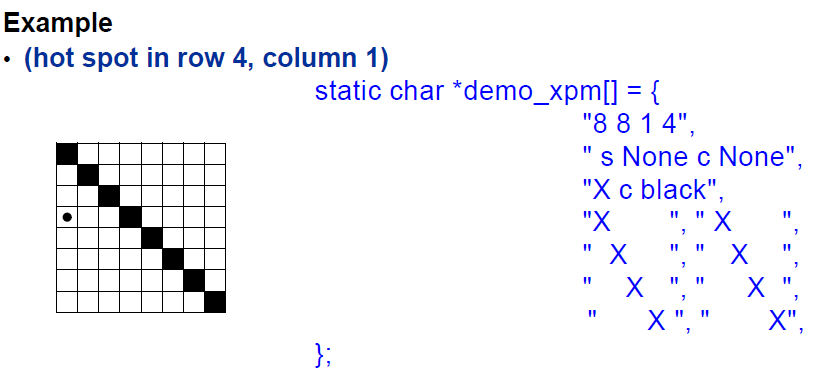 Example
• (hot spot in row 4, column 1)
static char *demo_xpm[] = {
"8 8 1 4",
" s None c None",
"X c black",
"X       ", " X      ",
"  X     ", "   X    ",
"    X   ", "     X  ",
"      X ", "       X",
};